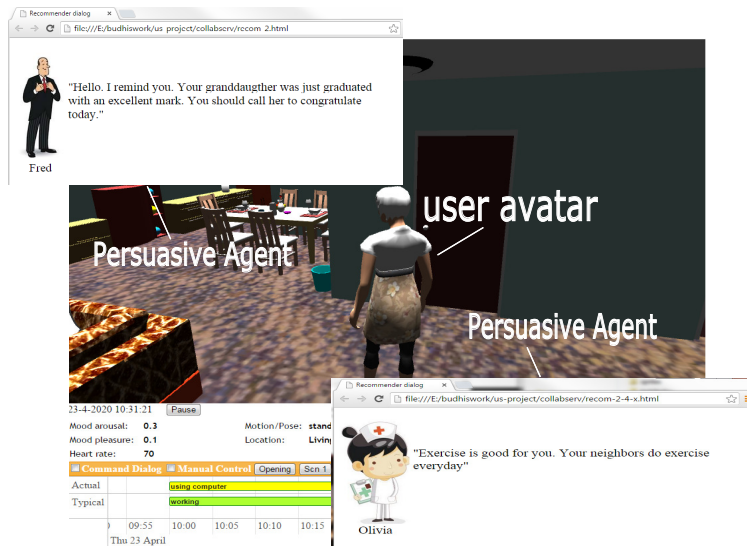 Recommender dialog
file:///E:/budhiswork/us project/collabserv/recom 2.html
"Hello. I remind you. Your granddaugther was just graduated
with an excellent mark. You should call her to congratulate
today."
Fred
user avatar
Persuasive Agent
Persuasive Agent
Recommender dialog
file:///E:/budhiswork/us-project/collabserv/recom-2-4-x.html
"Exercise is good for you. Your neighbors do exercise
everyday"
Olivia
23-4-2020 10:31:21 Pause
Mood arousal: 0.3 Motion/Pose: stand
Mood pleasure: 0.1 Location: Livin
Heart rate: 70
Command Dialog Manual Control Opening Scn 1
Actual using computer
Typical working
09:55 10:00 10:05 10:10 10:15
Thu 23 April